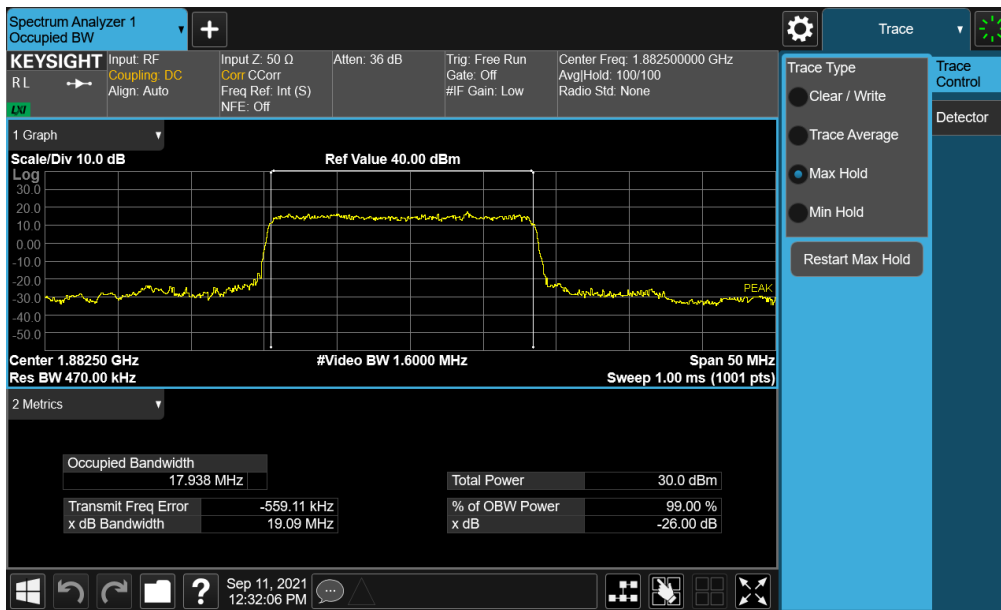 Spectrum Analyzer 1
Occupied BW
+
Trace
KEYSIGHT
R L
LXI
Input: RF
Coupling: DC
Align: Auto
Input Z: 50 Ω
Corr CCorr
Freq Ref: Int (S)
NFE: Off
Atten: 36 dB
Trig: Free Run
Gate: Off
#IF Gain: Low
Center Freq: 1.882500000 GHz
Avg|Hold: 100/100
Radio Std: None
Trace Type
Clear / Write
Trace Average
Max Hold
Min Hold
Restart Max Hold
Trace
Control
Detector
1 Graph
Scale/Div 10.0 dB
Ref Value 40.00 dBm
Log
30.0
20.0
10.0
0.00
-10.0
-20.0
-30.0
-40.0
-50.0
PEAK
Center 1.88250 GHz
#Video BW 1.6000 MHz
Span 50 MHz
Res BW 470.00 kHz
Sweep 1.00 ms (1001 pts)
2 Metrics
Occupied Bandwidth
17.938 MHz
Total Power 30.0 dBm
Transmit Freq Error -559.11 kHz
% of OBW Power 99.00 %
x dB Bandwidth 19.09 MHz
x dB -26.00 dB
?
Sep 11, 2021
12:32:06 PM